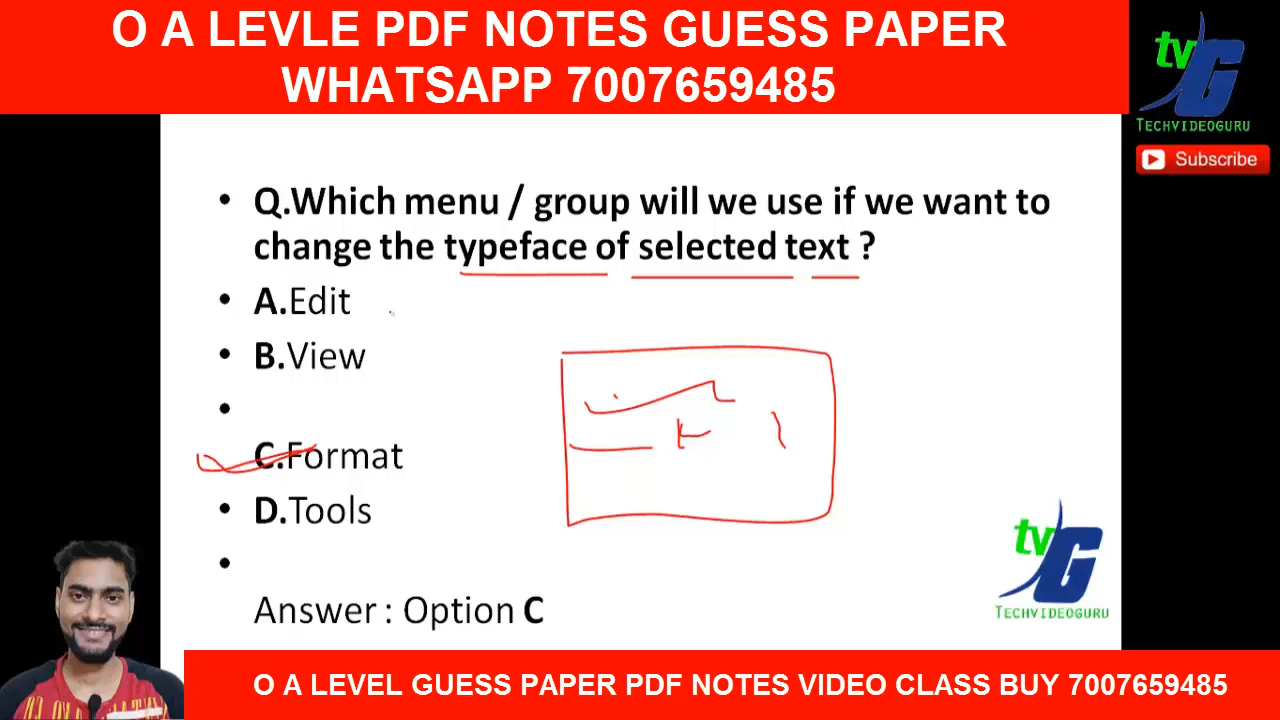 O A LEVLE PDF NOTES GUESS PAPER
WHATSAPP 7007659485
tvG
TECHVIDEOGURU
Subscribe
• Q.Which menu / group will we use if we want to
change the typeface of selected text ?
• A.Edit
• B.View
•
C.Format
• D.Tools
•
Answer : Option C
tvG
TECHVIDEOGURU
O A LEVEL GUESS PAPER PDF NOTES VIDEO CLASS BUY 7007659485